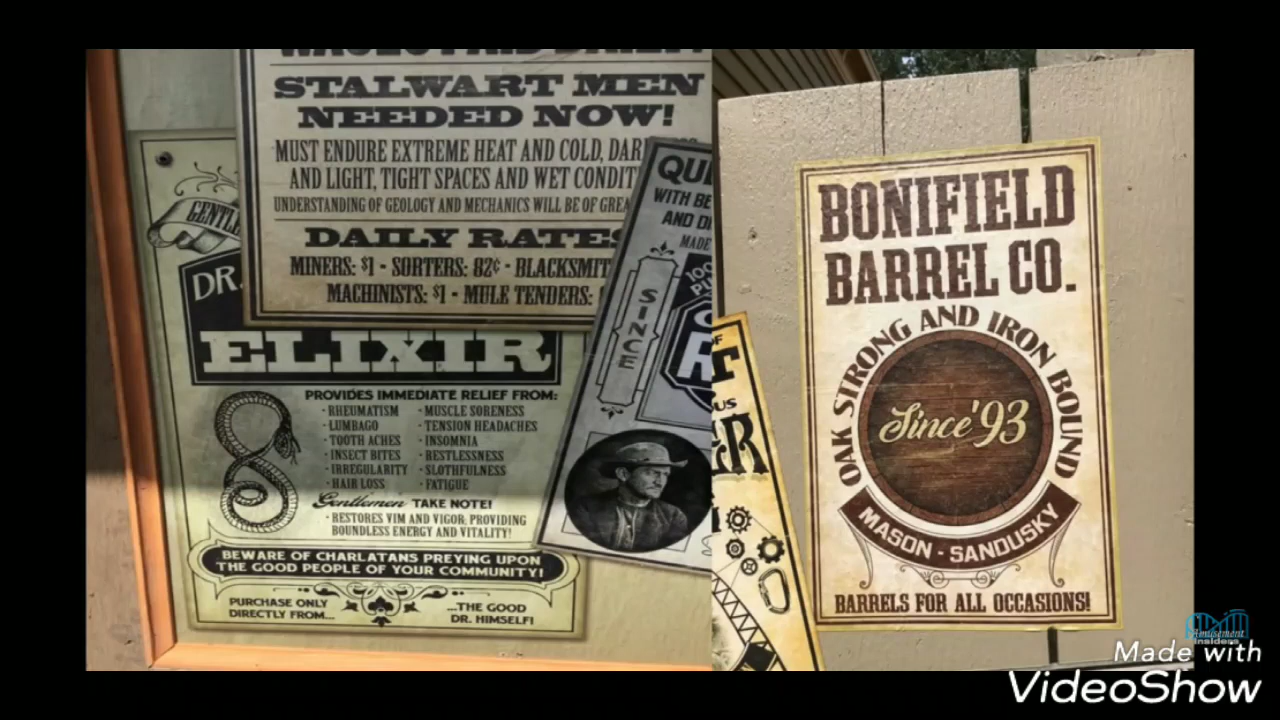 STALWART MEN
NEEDED NOW!
MUST ENDURE EXTREME HEAT AND COLD,
AND LIGHT, TIGHT SPACES AND WET
UNDERSTANDING OF GEOLOGY AND MECHANICS WILL BE OF
DAILY RATES
MINERS: $1 - SORTERS: 82¢ -
MACHINISTS: $1 - MULE TENDERS:
DR.
ELIXIR
PROVIDES IMMEDIATE RELIEF FROM:
· RHEUMATISM · MUSCLE SORENESS
· LUMBAGO · TENSION HEADACHES
· TOOTH ACHES · INSOMNIA
· INSECT BITES · RESTLESSNESS
· IRREGULARITY · SLOTHFULNESS
· HAIR LOSS · FATIGUE
Gentlemen TAKE NOTE!
· RESTORES VIM AND VIGOR, PROVIDING
BOUNDLESS ENERGY AND VITALITY!
BEWARE OF CHARLATANS PREYING UPON
THE GOOD PEOPLE OF YOUR COMMUNITY!
PURCHASE ONLY
DIRECTLY FROM...
...THE GOOD
DR. HIMSELF!
WITH
AND
MADE
SINCE
BONIFIELD
BARREL CO.
OAK STRONG AND IRON BOUND
Since '93
MASON - SANDUSKY
BARRELS FOR ALL OCCASIONS!
Amusement
Insiders
Made with
VideoShow